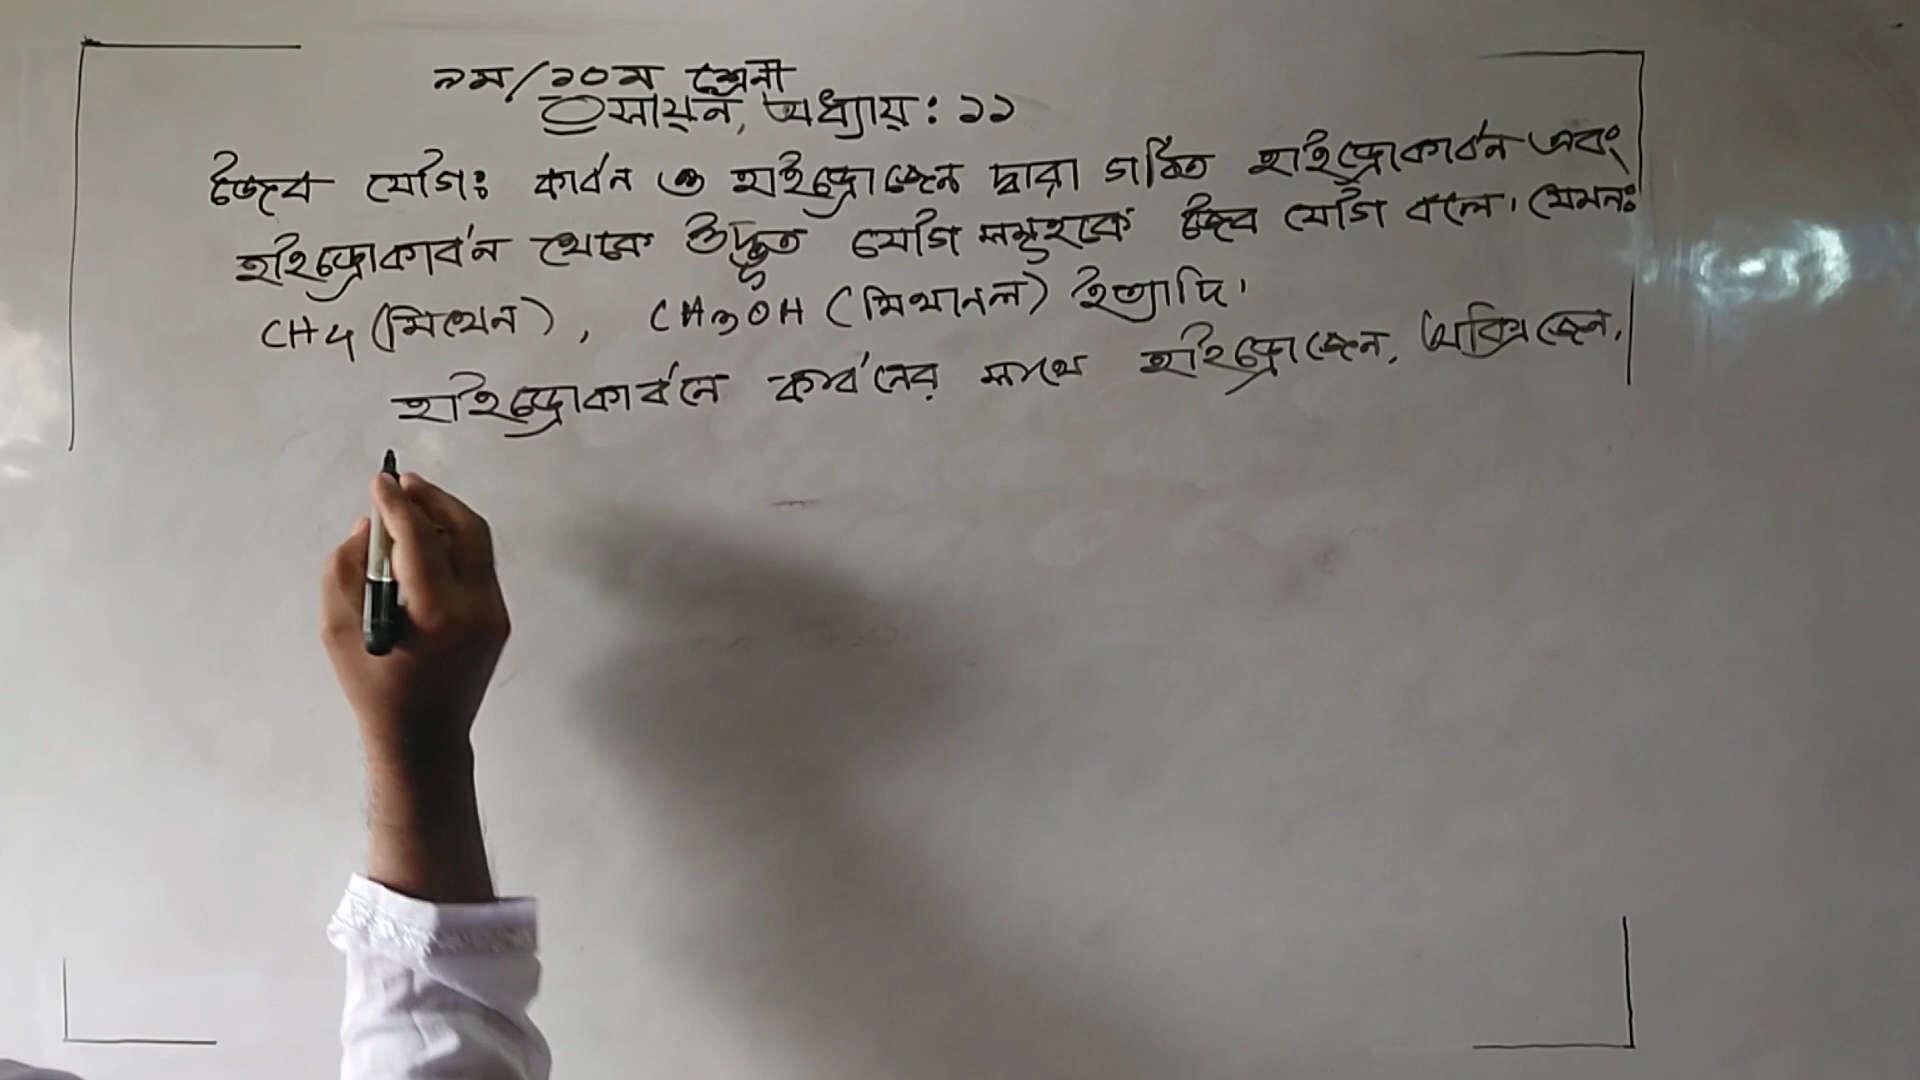 ৯ম/১০ম শ্রেনী
রসায়ন, অধ্যায়: ১১
জৈব যৌগঃ কার্বন ও হাইড্রোজেন দ্বারা গঠিত হাইড্রোকার্বন এবং
হাইড্রোকার্বন থেকে উদ্ভূত যৌগ সমূহকে জৈব যৌগ বলে। যেমনঃ
CH4 (মিথেন), CH3OH (মিথানল) ইত্যাদি।
হাইড্রোকার্বনে কার্বনের সাথে হাইড্রোজেন, অক্সিজেন,